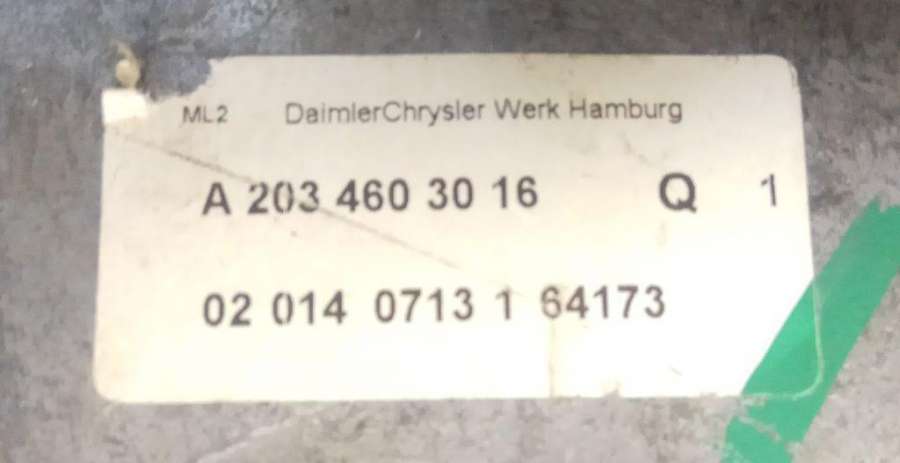 ML2 DaimlerChrysler Werk Hamburg
A 203 460 30 16 Q 1
02 014 0713 1 64173